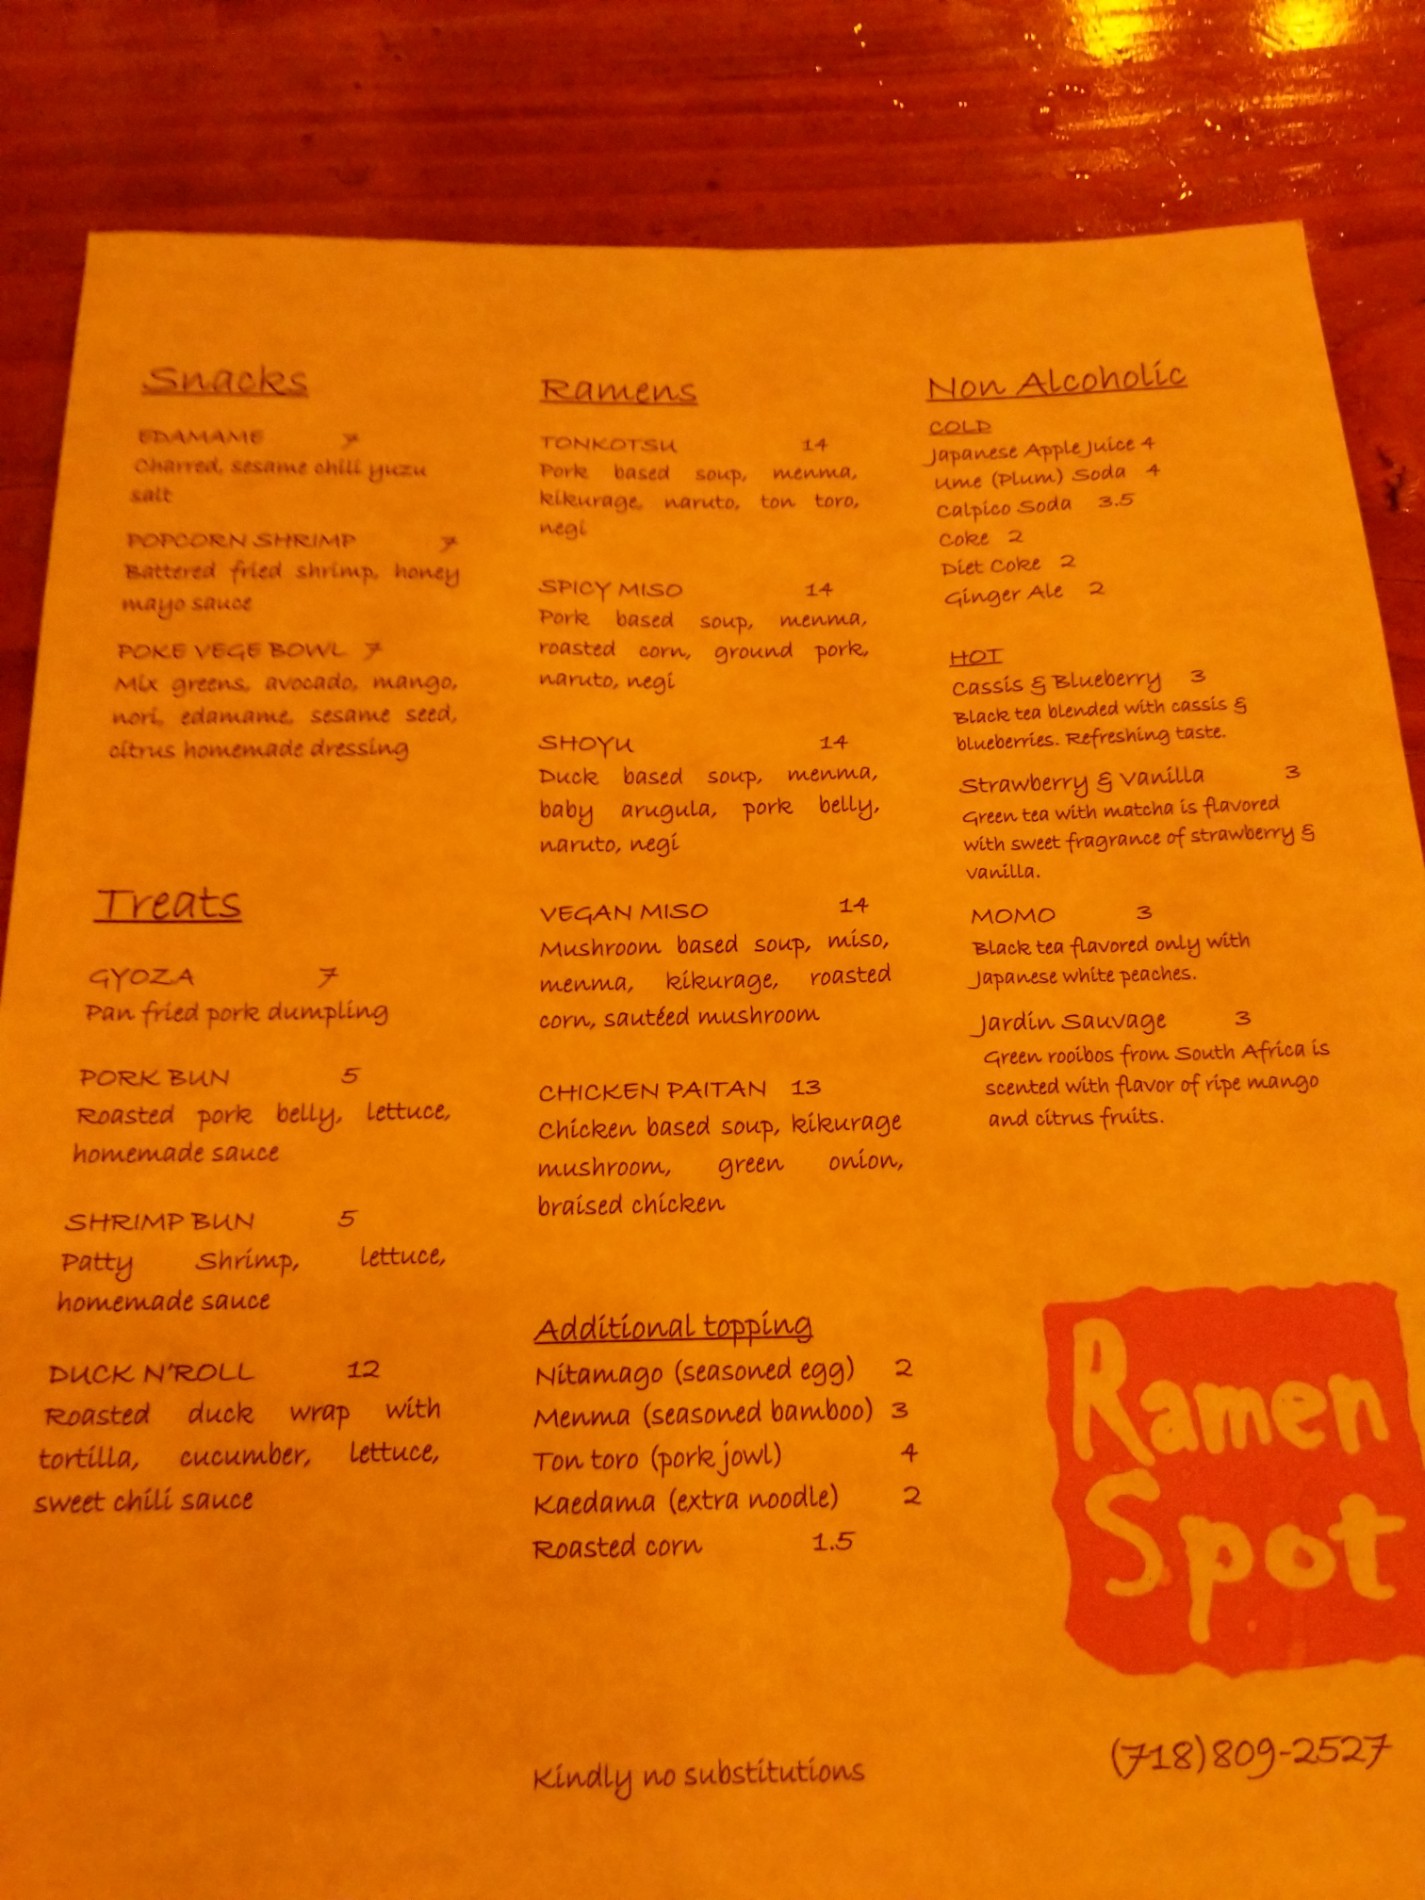 Snacks
EDAMAME 7
Charred, sesame chili yuzu
salt
POPCORN SHRIMP 7
Battered fried shrimp, honey
mayo sauce
POKE VEGE BOWL 7
Mix greens, avocado, mango,
nori, edamame, sesame seed,
citrus homemade dressing
Treats
GYOZA 7
Pan fried pork dumpling
PORK BUN 5
Roasted pork belly, lettuce,
homemade sauce
SHRIMP BUN 5
Patty Shrimp, lettuce,
homemade sauce
DUCK N'ROLL 12
Roasted duck wrap with
tortilla, cucumber, lettuce,
sweet chili sauce
Ramens
TONKOTSU 14
Pork based soup, menma,
kikurage, naruto, ton toro,
negi
SPICY MISO 14
Pork based soup, menma,
roasted corn, ground pork,
naruto, negi
SHOYU 14
Duck based soup, menma,
baby arugula, pork belly,
naruto, negi
VEGAN MISO 14
Mushroom based soup, miso,
menma, kikurage, roasted
corn, sautéed mushroom
CHICKEN PAITAN 13
Chicken based soup, kikurage
mushroom, green onion,
braised chicken
Additional topping
Nitamago (seasoned egg) 2
Menma (seasoned bamboo) 3
Ton toro (pork jowl) 4
Kaedama (extra noodle) 2
Roasted corn 1.5
Kindly no substitutions
Non Alcoholic
COLD
Japanese Apple Juice 4
Ume (Plum) Soda 4
Calpico Soda 3.5
Coke 2
Diet Coke 2
Ginger Ale 2
HOT
Cassis & Blueberry 3
Black tea blended with cassis &
blueberries. Refreshing taste.
Strawberry & Vanilla 3
Green tea with matcha is flavored
with sweet fragrance of strawberry &
vanilla.
MOMO 3
Black tea flavored only with
Japanese white peaches.
Jardin Sauvage 3
Green rooibos from South Africa is
scented with flavor of ripe mango
and citrus fruits.
Ramen
Spot
(718)809-2527